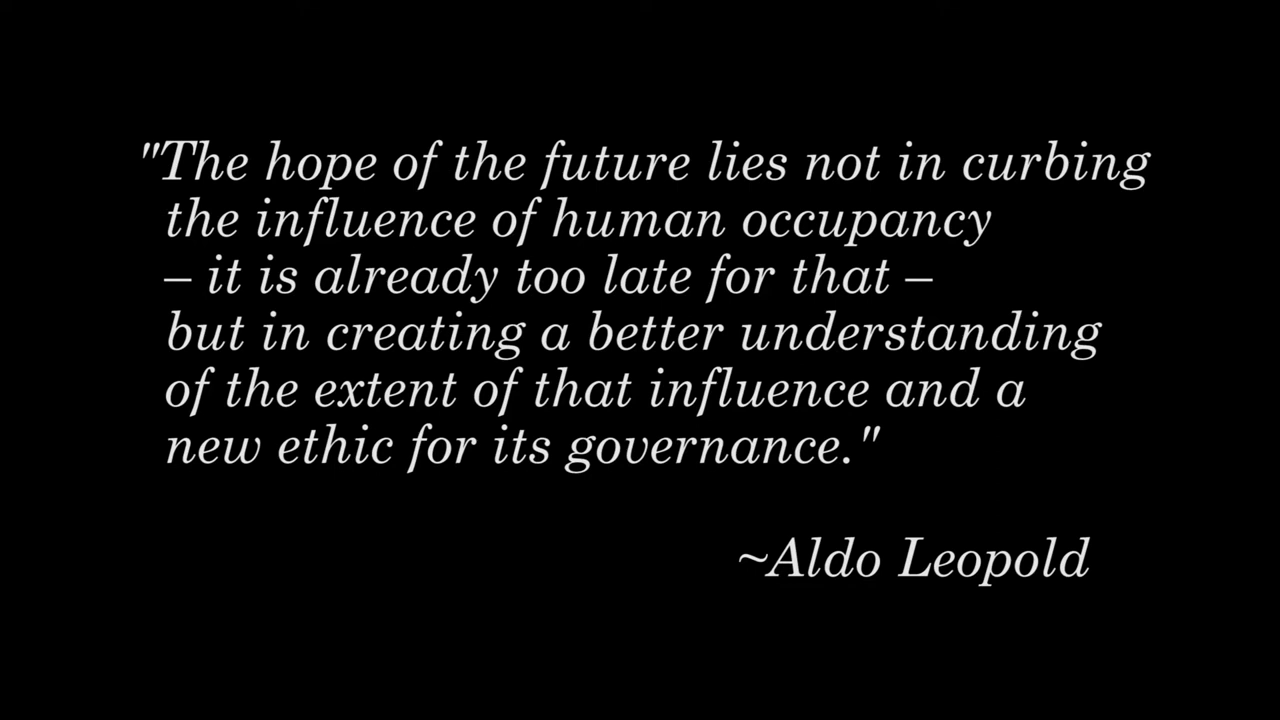 "The hope of the future lies not in curbing
the influence of human occupancy
– it is already too late for that –
but in creating a better understanding
of the extent of that influence and a
new ethic for its governance."
~Aldo Leopold